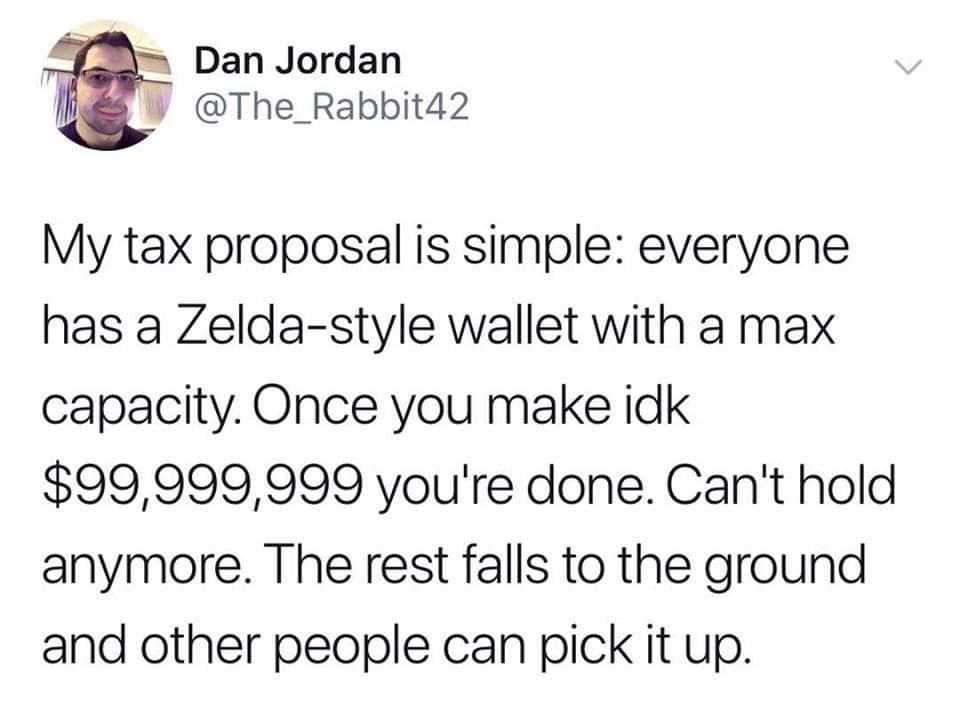 Dan Jordan
@The_Rabbit42
My tax proposal is simple: everyone
has a Zelda-style wallet with a max
capacity. Once you make idk
$99,999,999 you're done. Can't hold
anymore. The rest falls to the ground
and other people can pick it up.